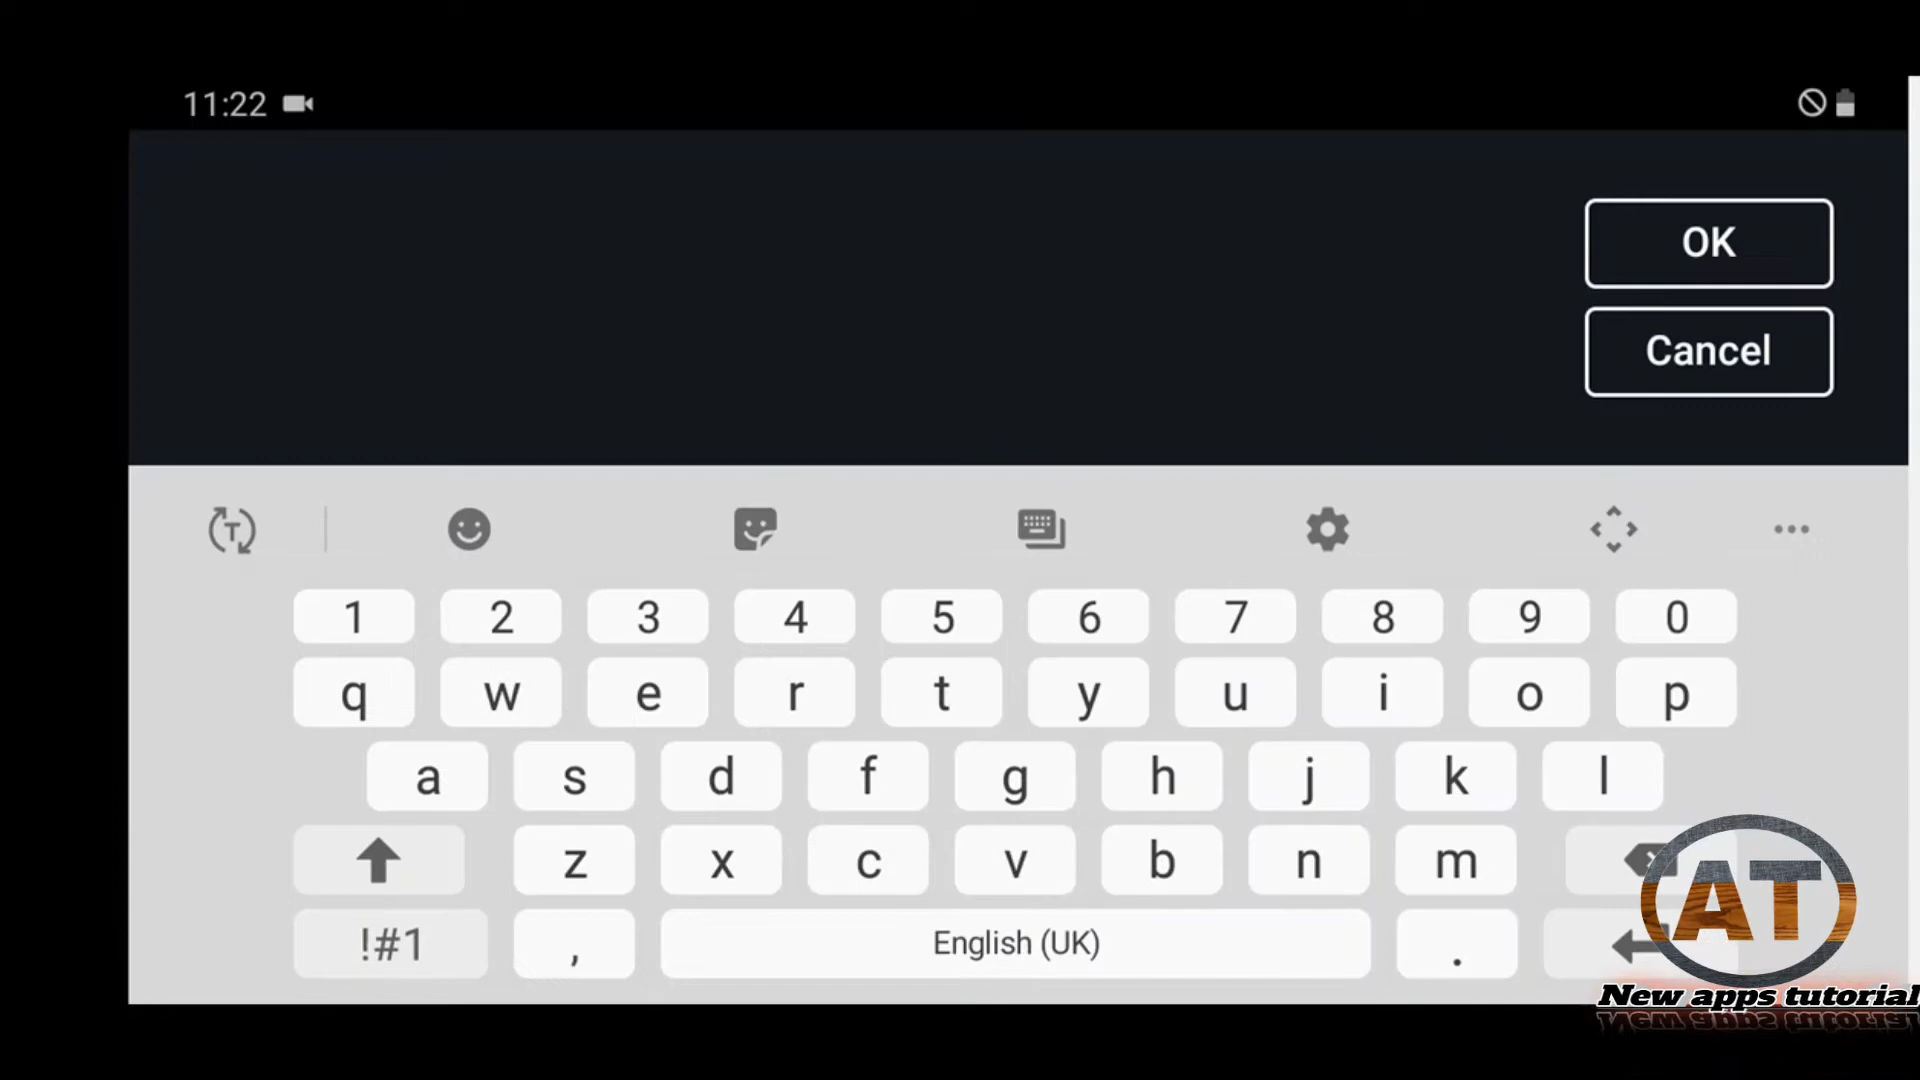 11:22
OK
Cancel
T
1 2 3 4 5 6 7 8 9 0
q w e r t y u i o p
a s d f g h j k l
z x c v b n m
!#1 , English (UK) .
AT
New apps tutorial